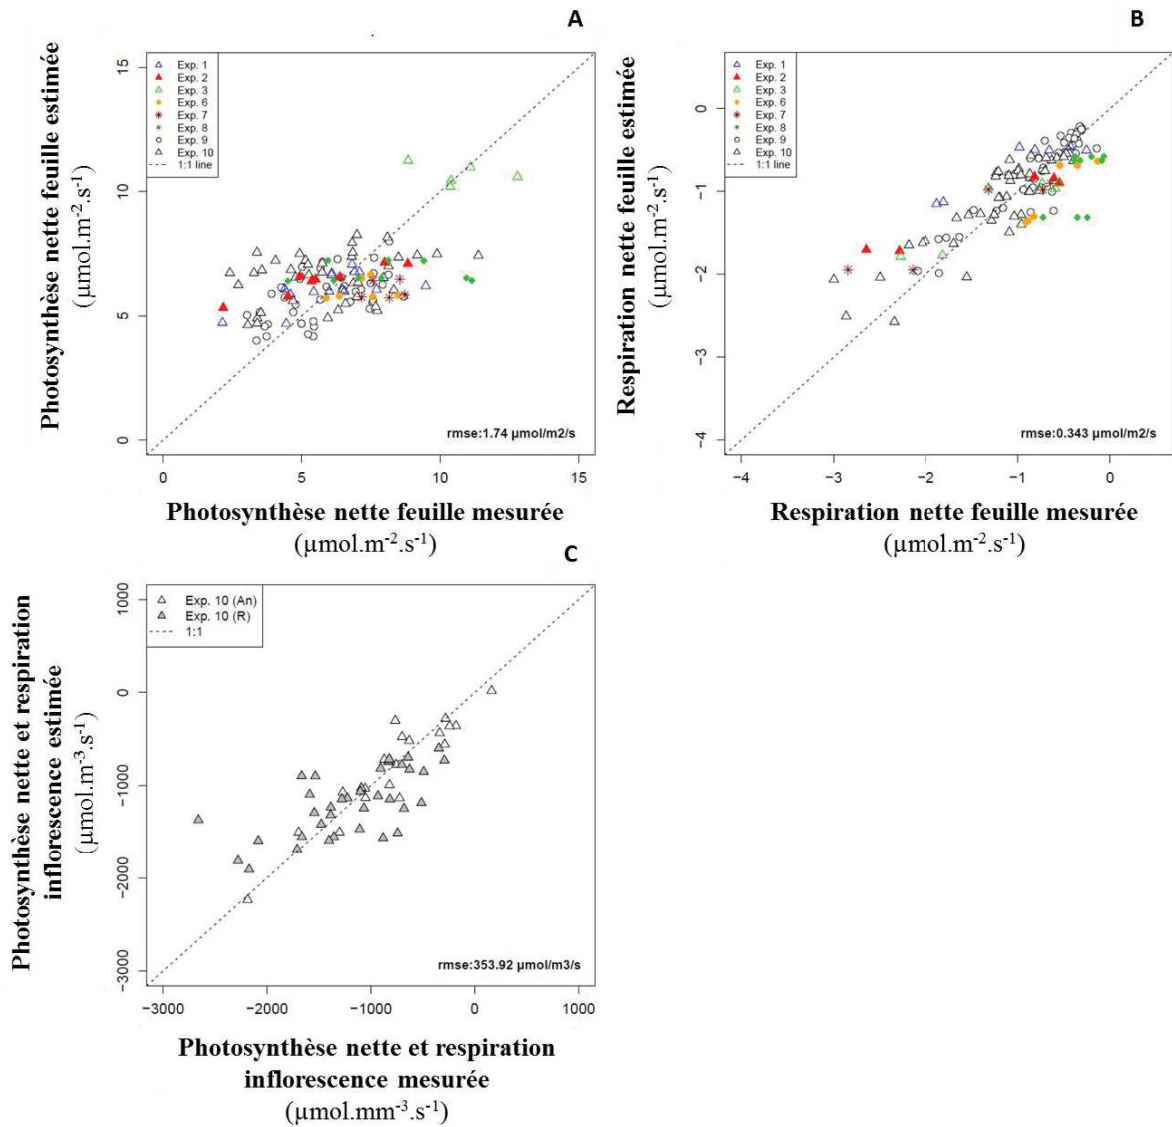 A
Photosynthèse nette feuille estimée
(µmol.m-2.s-1)
15
10
5
0
Exp. 1
Exp. 2
Exp. 3
Exp. 6
Exp. 7
Exp. 8
Exp. 9
Exp. 10
1:1 line
rmse:1.74 µmol/m2/s
0 5 10 15
Photosynthèse nette feuille mesurée
(µmol.m-2.s-1)
B
Respiration nette feuille estimée
(µmol.m-2.s-1)
0
−1
−2
−3
−4
Exp. 1
Exp. 2
Exp. 3
Exp. 6
Exp. 7
Exp. 8
Exp. 9
Exp. 10
1:1 line
rmse:0.343 µmol/m2/s
−4 −3 −2 −1 0
Respiration nette feuille mesurée
(µmol.m-2.s-1)
C
Photosynthèse nette et respiration
inflorescence estimée
(µmol.m-3.s-1)
1000
0
−1000
−2000
−3000
Exp. 10 (An)
Exp. 10 (R)
1:1
rmse:353.92 µmol/m3/s
−3000 −2000 −1000 0 1000
Photosynthèse nette et respiration
inflorescence mesurée
(µmol.mm-3.s-1)